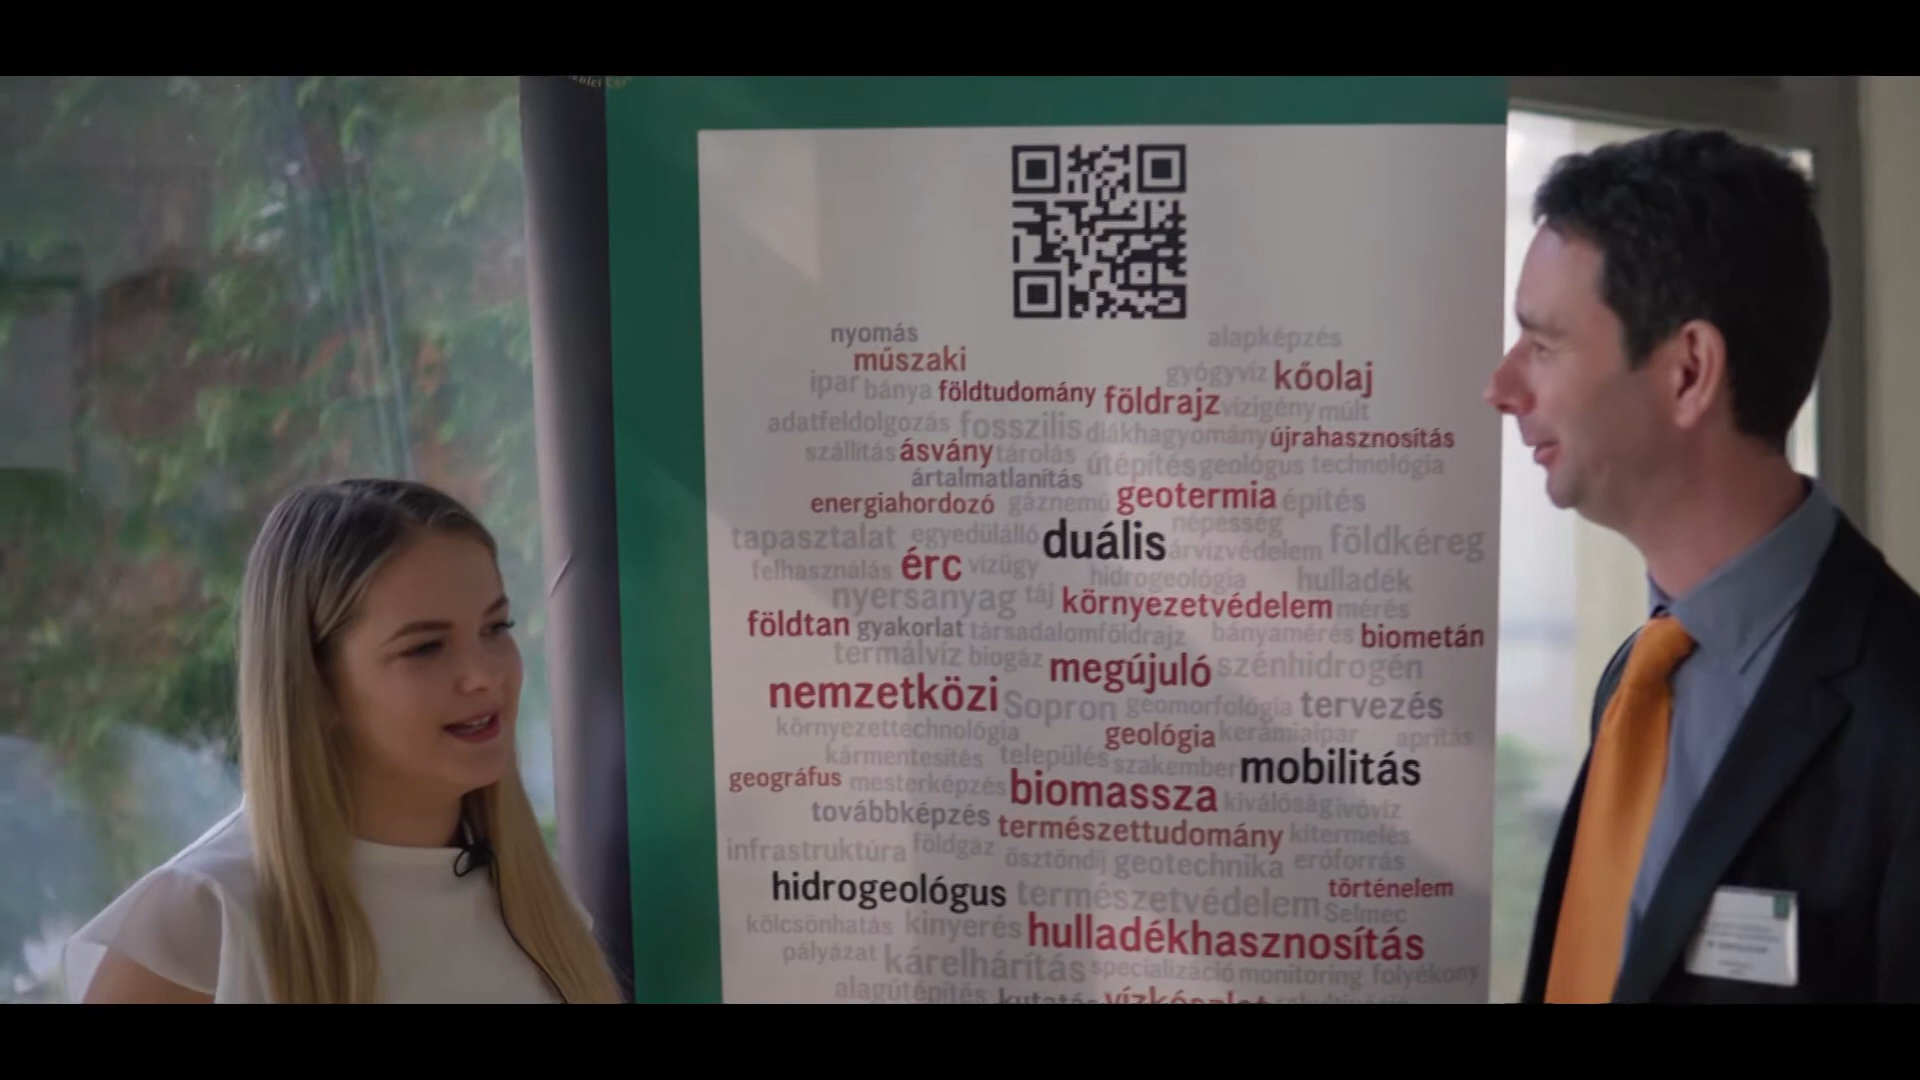 nyomás alapképzés
műszaki
gyógyvíz kőolaj
ipar bánya földtudomány földrajz vízigény múlt
adatfeldolgozás fosszilis diákhagyomány újrahasznosítás
szállítás ásvány tárolás útépítés geológus technológia
ártalmatlanítás
energiahordozó gáznemű geotermia építés
népesség
tapasztalat egyedülálló duális árvízvédelem földkéreg
felhasználás érc vízügy hidrogeológia hulladék
nyersanyag táj környezetvédelem mérés
földtan gyakorlat társadalomföldrajz bányamérés biometán
termálvíz biogáz megújuló szénhidrogén
nemzetközi Sopron geomorfológia tervezés
környezettechnológia geológia kerámiaipar aprítás
kármentesítés település szakember mobilitás
geográfus mesterképzés biomassza kiválóság ivóvíz
továbbképzés természettudomány kitermelés
infrastruktúra földgáz ösztöndíj geotechnika erőforrás
hidrogeológus természetvédelem történelem
Selmec
kölcsönhatás kinyerés hulladékhasznosítás
pályázat kárelhárítás specializáció monitoring folyékony
alagútépítés kutatás vízkészlet